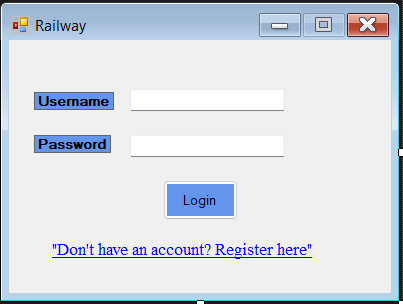 Railway
Username
Password
Login
"Don't have an account? Register here"